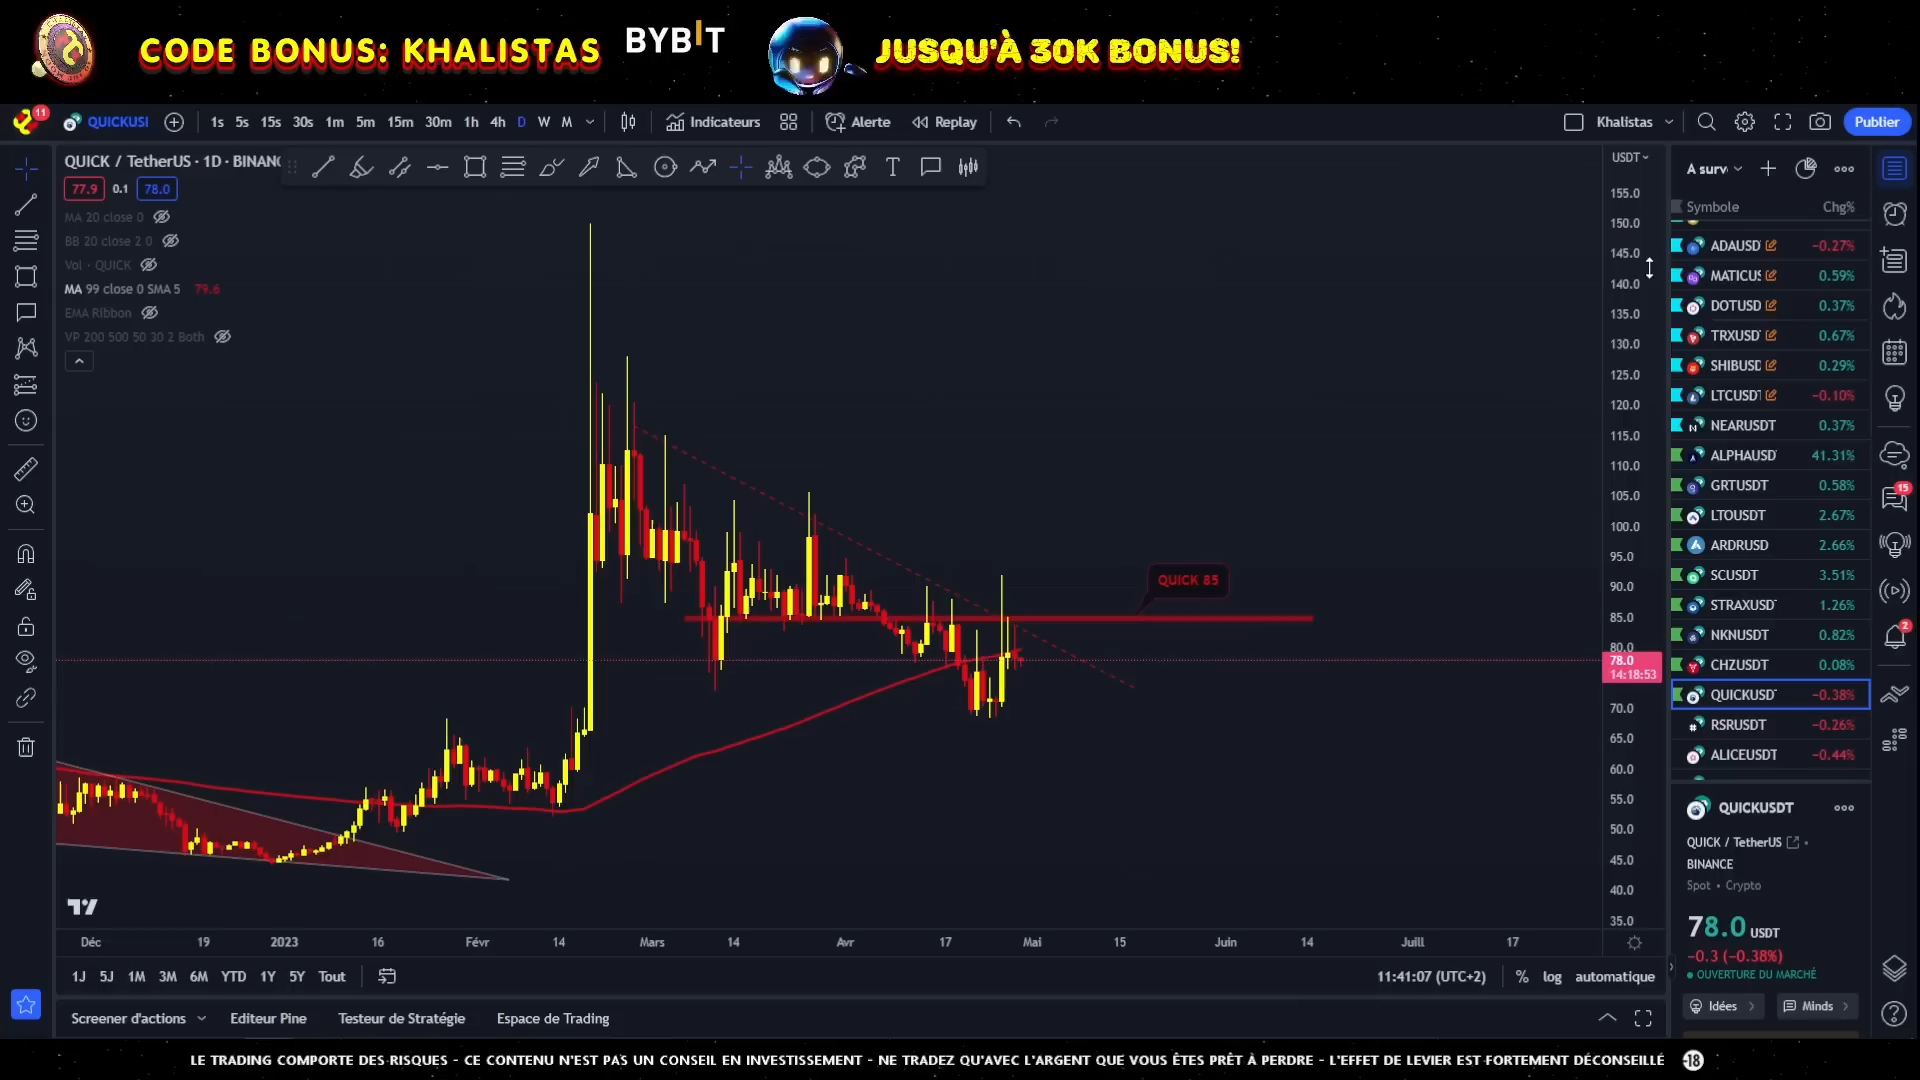 CODE BONUS: KHALISTAS
BYBIT
JUSQU'À 30K BONUS!
11
QUICKUSI
1s 5s 15s 30s 1m 5m 15m 30m 1h 4h D W M
Indicateurs
Alerte
Replay
Khalistas
Publier
QUICK / TetherUS · 1D · BINANC
77.9 0.1 78.0
MA 20 close 0
BB 20 close 2 0
Vol · QUICK
MA 99 close 0 SMA 5 79.6
EMA Ribbon
VP 200 500 50 30 2 Both
QUICK 85
USDT
155.0
150.0
145.0
140.0
135.0
130.0
125.0
120.0
115.0
110.0
105.0
100.0
95.0
90.0
85.0
80.0
78.0
14:18:53
70.0
65.0
60.0
55.0
50.0
45.0
40.0
35.0
Déc 19 2023 16 Févr 14 Mars 14 Avr 17 Mai 15 Juin 14 Juill 17
1J 5J 1M 3M 6M YTD 1Y 5Y Tout
11:41:07 (UTC+2) % log automatique
Screener d'actions Editeur Pine Testeur de Stratégie Espace de Trading
A surv
Symbole Chg%
ADAUSD −0.27%
MATICUS 0.59%
DOTUSD 0.37%
TRXUSD 0.67%
SHIBUSD 0.29%
LTCUSDT −0.10%
NEARUSDT 0.37%
ALPHAUSD 41.31%
GRTUSDT 0.58%
LTOUSDT 2.67%
ARDRUSD 2.66%
SCUSDT 3.51%
STRAXUSD 1.26%
NKNUSDT 0.82%
CHZUSDT 0.08%
QUICKUSD −0.38%
RSRUSDT −0.26%
ALICEUSDT −0.44%
QUICKUSDT
QUICK / TetherUS
BINANCE
Spot • Crypto
78.0 USDT
−0.3 (−0.38%)
OUVERTURE DU MARCHÉ
Idées
Minds
15
2
LE TRADING COMPORTE DES RISQUES - CE CONTENU N'EST PAS UN CONSEIL EN INVESTISSEMENT - NE TRADEZ QU'AVEC L'ARGENT QUE VOUS ÊTES PRÊT À PERDRE - L'EFFET DE LEVIER EST FORTEMENT DÉCONSEILLÉ
-18